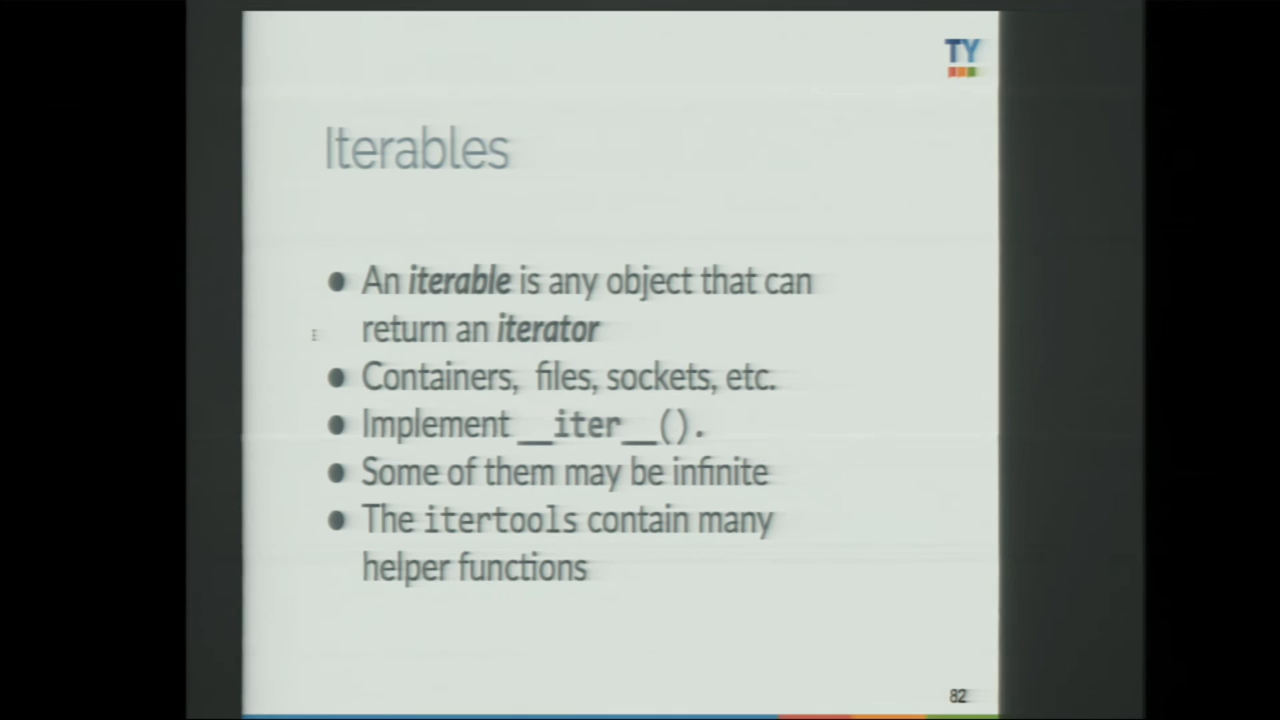 TY
Iterables
● An iterable is any object that can
return an iterator
● Containers, files, sockets, etc.
● Implement __iter__().
● Some of them may be infinite
● The itertools contain many
helper functions
82